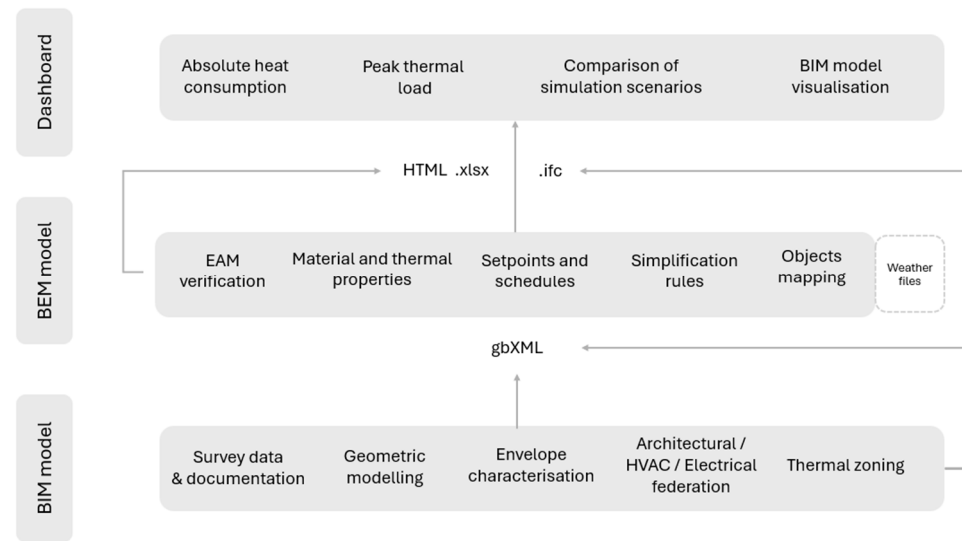 Dashboard
Absolute heat
consumption
Peak thermal
load
Comparison of
simulation scenarios
BIM model
visualisation
HTML .xlsx
.ifc
BEM model
EAM
verification
Material and thermal
properties
Setpoints and
schedules
Simplification
rules
Objects
mapping
Weather
files
gbXML
BIM model
Survey data
& documentation
Geometric
modelling
Envelope
characterisation
Architectural /
HVAC / Electrical
federation
Thermal zoning